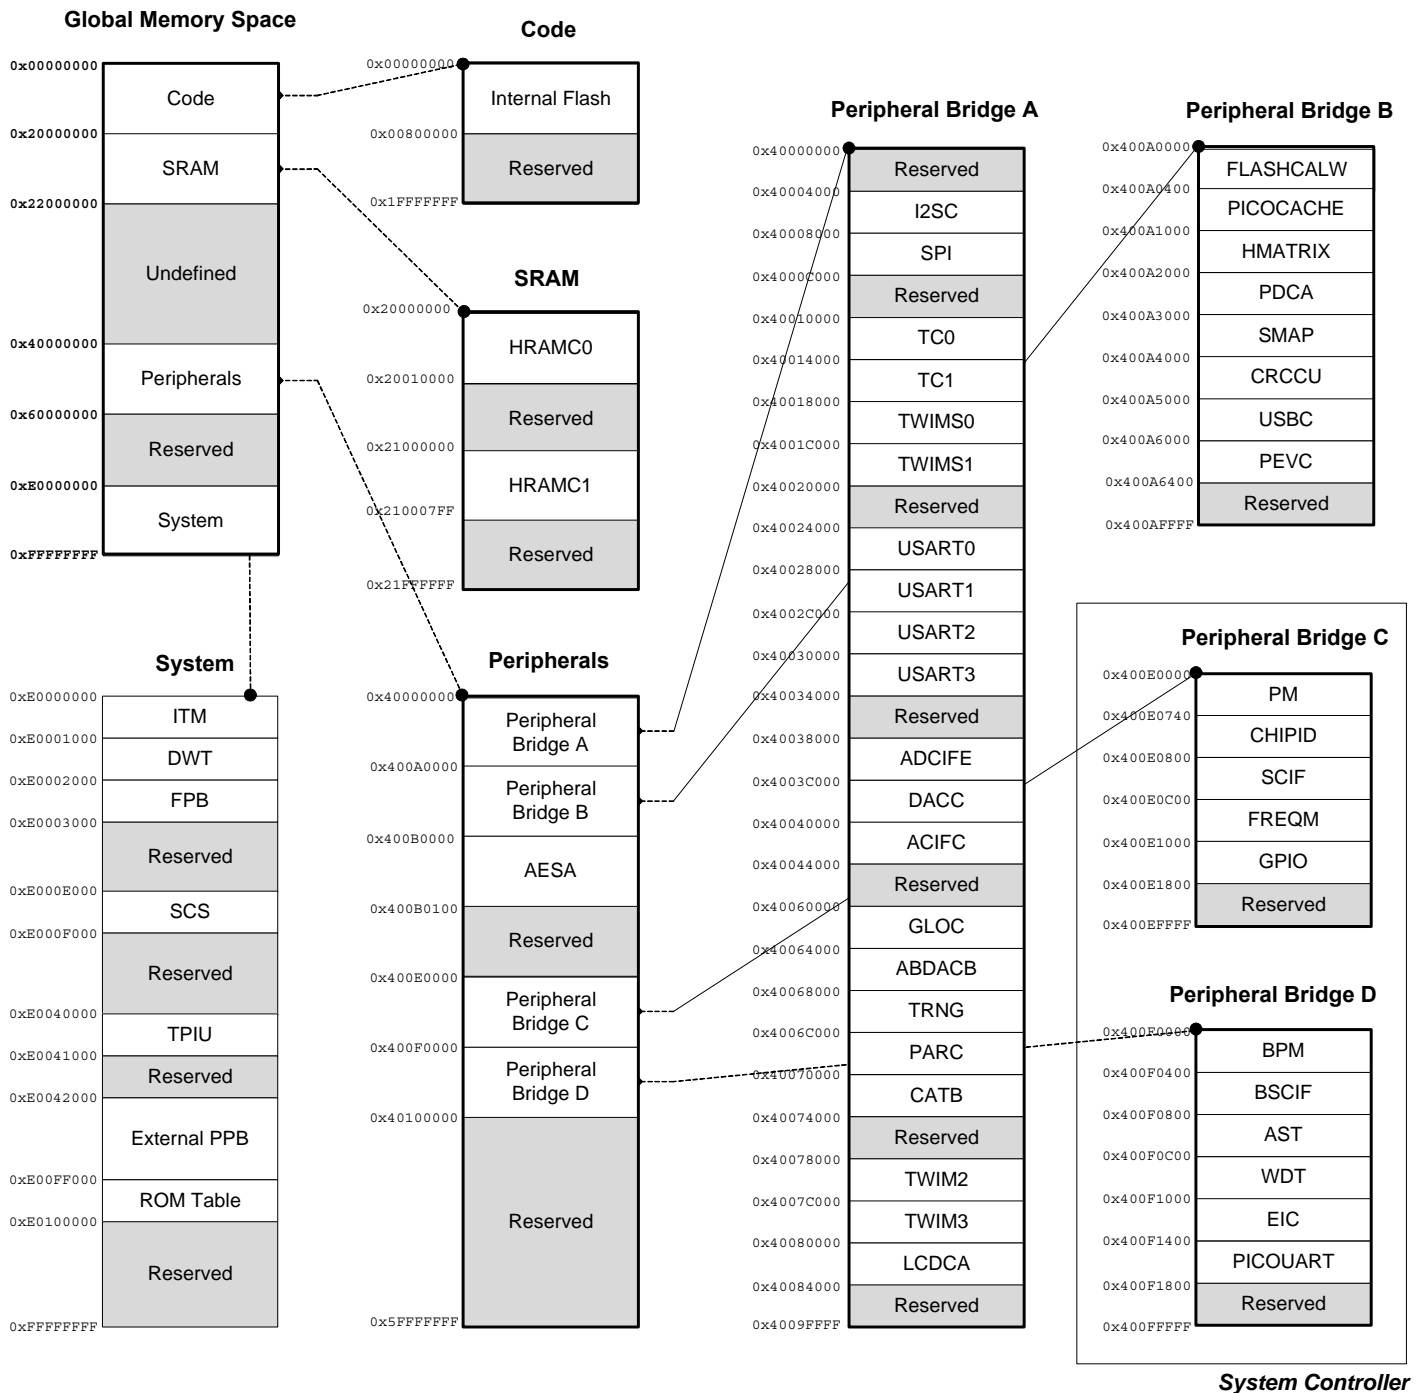 Global Memory Space
0x00000000
Code
0x20000000
SRAM
0x22000000
Undefined
0x40000000
Peripherals
0x60000000
Reserved
0xE0000000
System
0xFFFFFFFF
Code
0x00000000
Internal Flash
0x00800000
Reserved
0x1FFFFFFF
SRAM
0x20000000
HRAMC0
0x20010000
Reserved
0x21000000
HRAMC1
0x210007FF
Reserved
0x21FFFFFF
System
0xE0000000
ITM
0xE0001000
DWT
0xE0002000
FPB
0xE0003000
Reserved
0xE000E000
SCS
0xE000F000
Reserved
0xE0040000
TPIU
0xE0041000
Reserved
0xE0042000
External PPB
0xE00FF000
ROM Table
0xE0100000
Reserved
0xFFFFFFFF
Peripherals
0x40000000
Peripheral
Bridge A
0x400A0000
Peripheral
Bridge B
0x400B0000
AESA
0x400B0100
Reserved
0x400E0000
Peripheral
Bridge C
0x400F0000
Peripheral
Bridge D
0x40100000
Reserved
0x5FFFFFFF
Peripheral Bridge A
0x40000000
Reserved
0x40004000
I2SC
0x40008000
SPI
0x4000C000
Reserved
0x40010000
TC0
0x40014000
TC1
0x40018000
TWIMS0
0x4001C000
TWIMS1
0x40020000
Reserved
0x40024000
USART0
0x40028000
USART1
0x4002C000
USART2
0x40030000
USART3
0x40034000
Reserved
0x40038000
ADCIFE
0x4003C000
DACC
0x40040000
ACIFC
0x40044000
Reserved
0x40060000
GLOC
0x40064000
ABDACB
0x40068000
TRNG
0x4006C000
PARC
0x40070000
CATB
0x40074000
Reserved
0x40078000
TWIM2
0x4007C000
TWIM3
0x40080000
LCDCA
0x40084000
Reserved
0x4009FFFF
Peripheral Bridge B
0x400A0000
FLASHCALW
0x400A0400
PICOCACHE
0x400A1000
HMATRIX
0x400A2000
PDCA
0x400A3000
SMAP
0x400A4000
CRCCU
0x400A5000
USBC
0x400A6000
PEVC
0x400A6400
Reserved
0x400AFFFF
Peripheral Bridge C
0x400E0000
PM
0x400E0740
CHIPID
0x400E0800
SCIF
0x400E0C00
FREQM
0x400E1000
GPIO
0x400E1800
Reserved
0x400EFFFF
Peripheral Bridge D
0x400F0000
BPM
0x400F0400
BSCIF
0x400F0800
AST
0x400F0C00
WDT
0x400F1000
EIC
0x400F1400
PICOUART
0x400F1800
Reserved
0x400FFFFF
System Controller